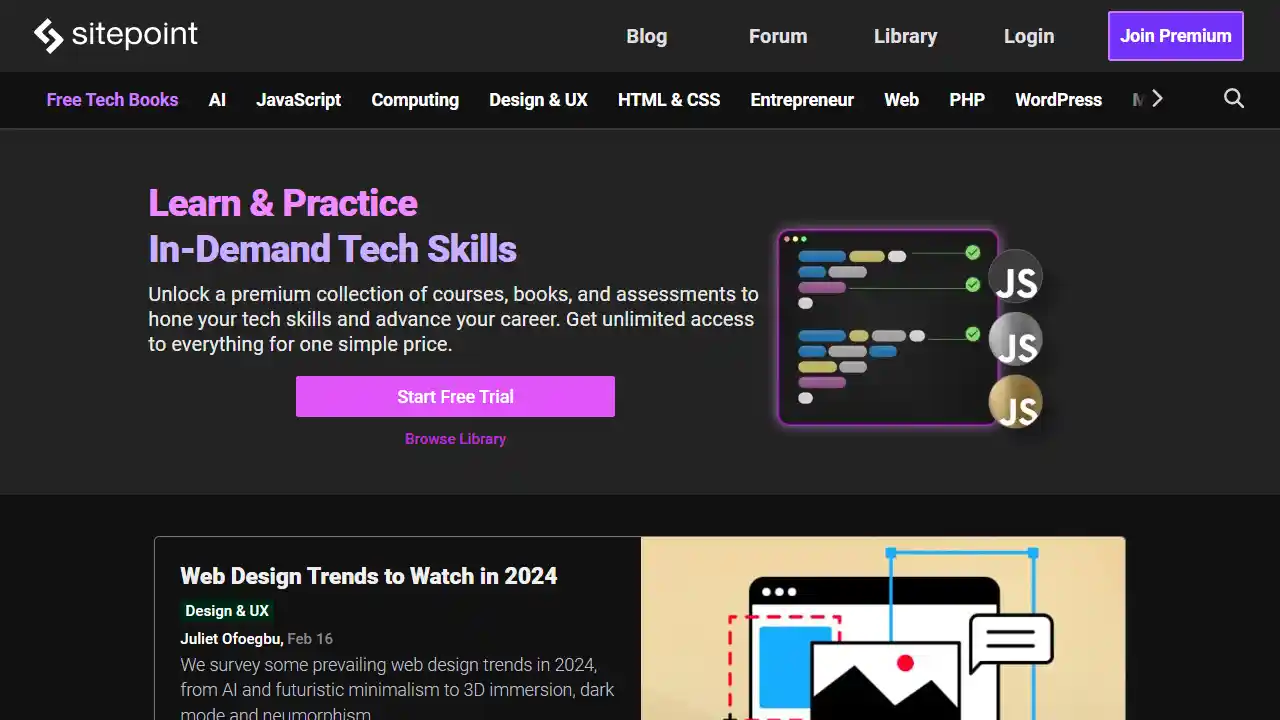 sitepoint
Blog
Forum
Library
Login
Join Premium
Free Tech Books
AI
JavaScript
Computing
Design & UX
HTML & CSS
Entrepreneur
Web
PHP
WordPress
Learn & Practice
In-Demand Tech Skills
Unlock a premium collection of courses, books, and assessments to
hone your tech skills and advance your career. Get unlimited access
to everything for one simple price.
Start Free Trial
Browse Library
JS
JS
JS
Web Design Trends to Watch in 2024
Design & UX
Juliet Ofoegbu, Feb 16
We survey some prevailing web design trends in 2024,
from AI and futuristic minimalism to 3D immersion, dark
mode and neumorphism.